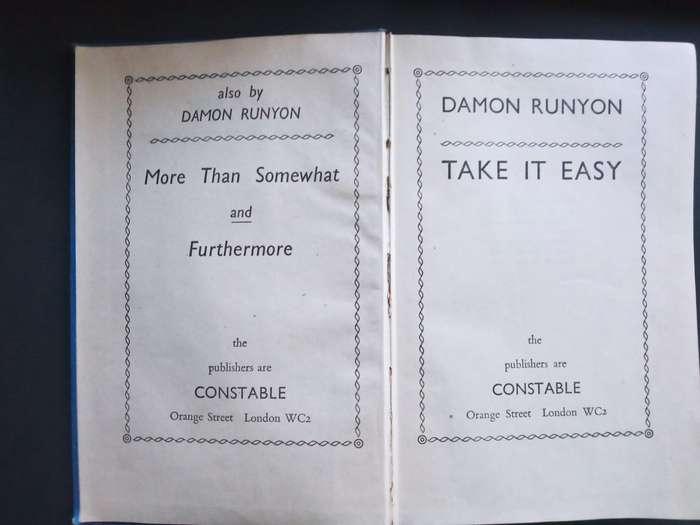 also by
DAMON RUNYON
More Than Somewhat
and
Furthermore
the
publishers are
CONSTABLE
Orange Street London WC2
DAMON RUNYON
TAKE IT EASY
the
publishers are
CONSTABLE
Orange Street London WC2